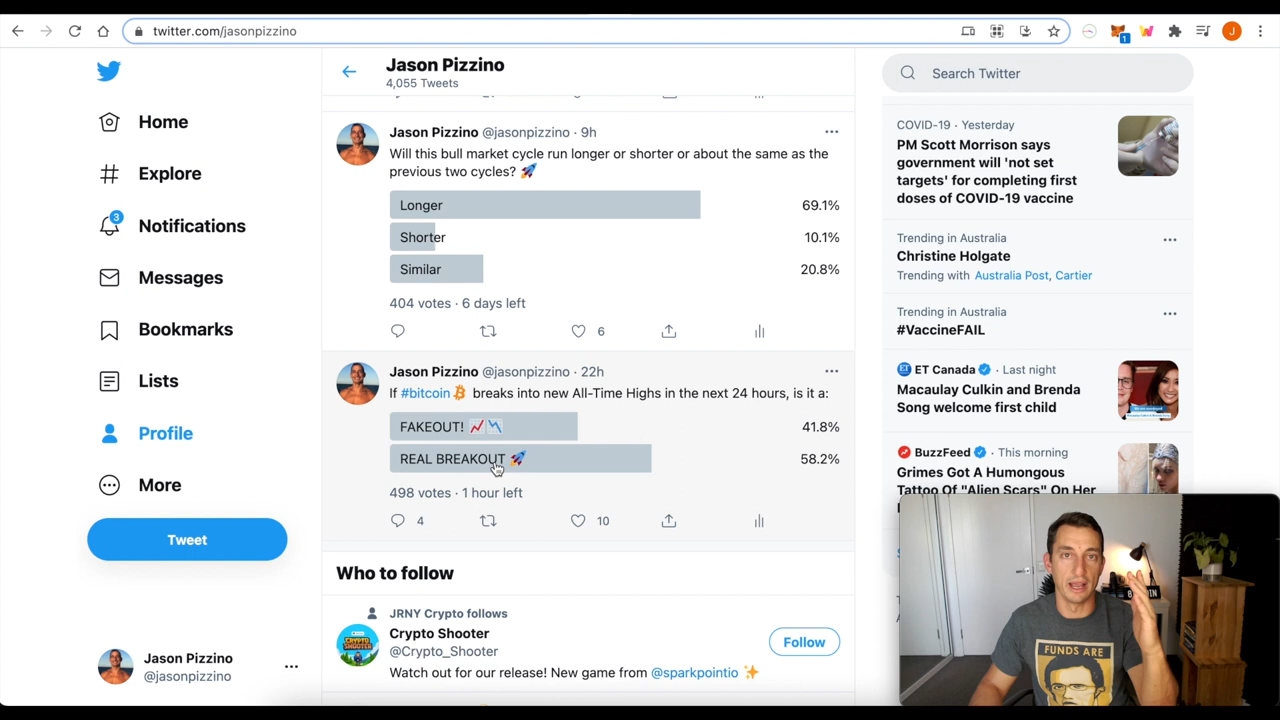 twitter.com/jasonpizzino
1
J
Home
Explore
3
Notifications
Messages
Bookmarks
Lists
Profile
More
Tweet
Jason Pizzino
@jasonpizzino
Jason Pizzino
4,055 Tweets
Jason Pizzino @jasonpizzino · 9h
Will this bull market cycle run longer or shorter or about the same as the
previous two cycles? 🚀
Longer 69.1%
Shorter 10.1%
Similar 20.8%
404 votes · 6 days left
6
Jason Pizzino @jasonpizzino · 22h
If #bitcoin breaks into new All-Time Highs in the next 24 hours, is it a:
FAKEOUT! 📈📉 41.8%
REAL BREAKOUT 🚀 58.2%
498 votes · 1 hour left
4 10
Who to follow
JRNY Crypto follows
Crypto Shooter
@Crypto_Shooter
Follow
Watch out for our release! New game from @sparkpointio ✨
Search Twitter
COVID-19 · Yesterday
PM Scott Morrison says
government will 'not set
targets' for completing first
doses of COVID-19 vaccine
Trending in Australia
Christine Holgate
Trending with Australia Post, Cartier
Trending in Australia
#VaccineFAIL
ET Canada · Last night
Macaulay Culkin and Brenda
Song welcome first child
BuzzFeed · This morning
Grimes Got A Humongous
Tattoo Of "Alien Scars" On Her
FUNDS ARE